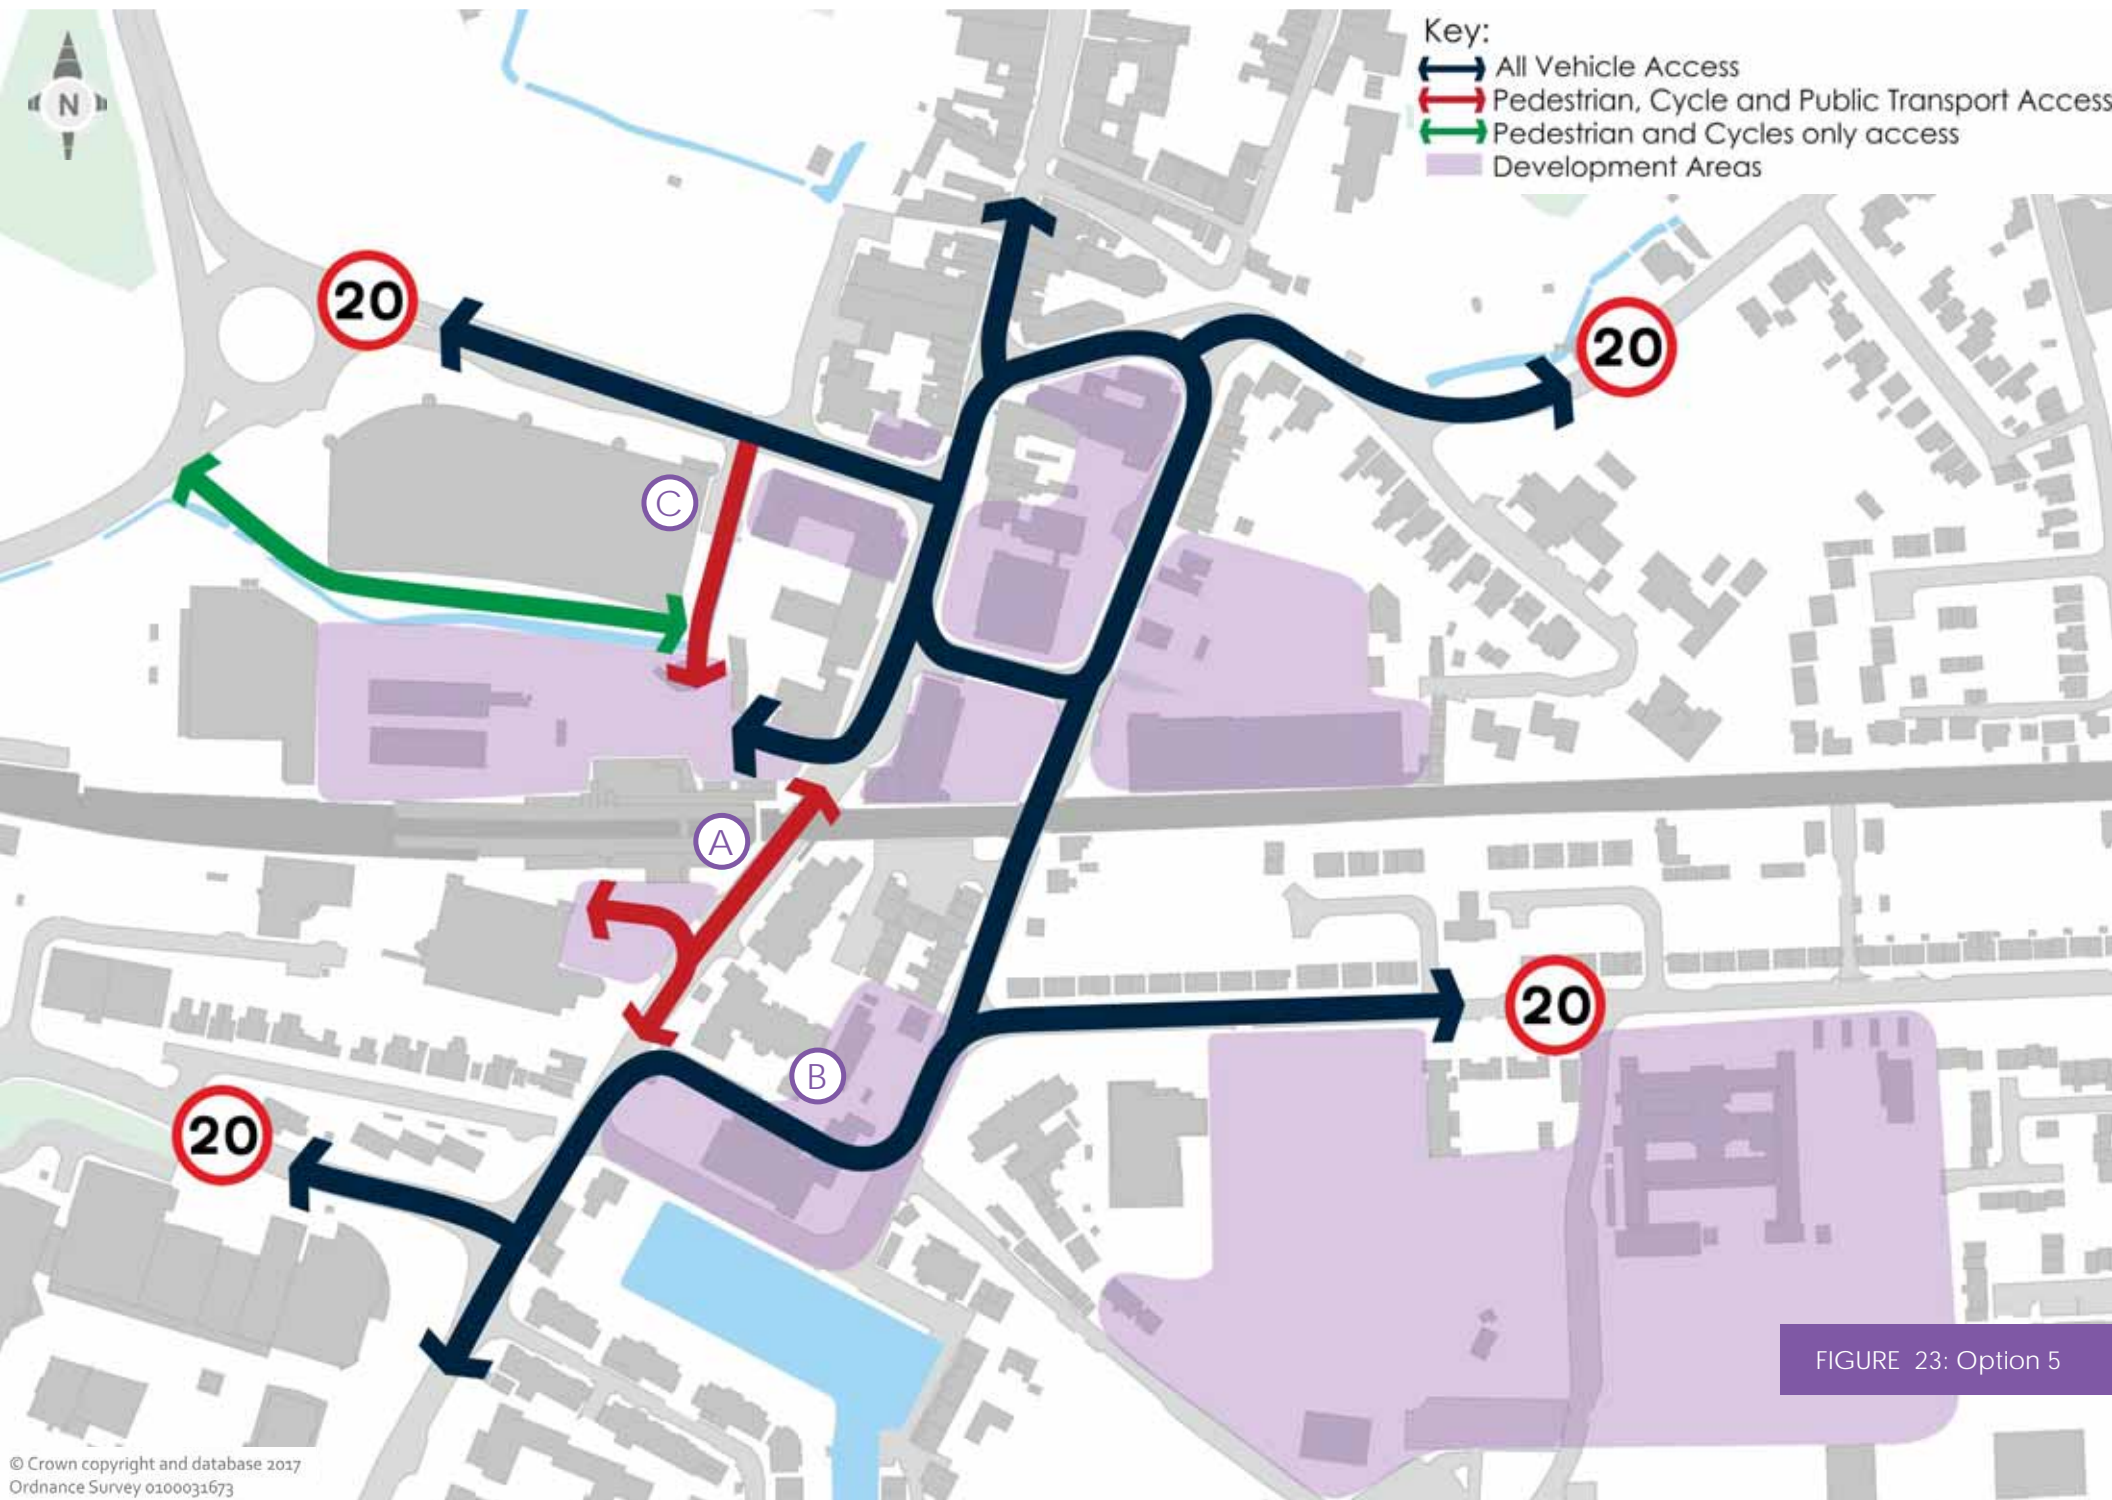 Key:
All Vehicle Access
Pedestrian, Cycle and Public Transport Access
Pedestrian and Cycles only access
Development Areas
N
20
20
C
A
20
B
20
FIGURE 23: Option 5
© Crown copyright and database 2017
Ordnance Survey 0100031673